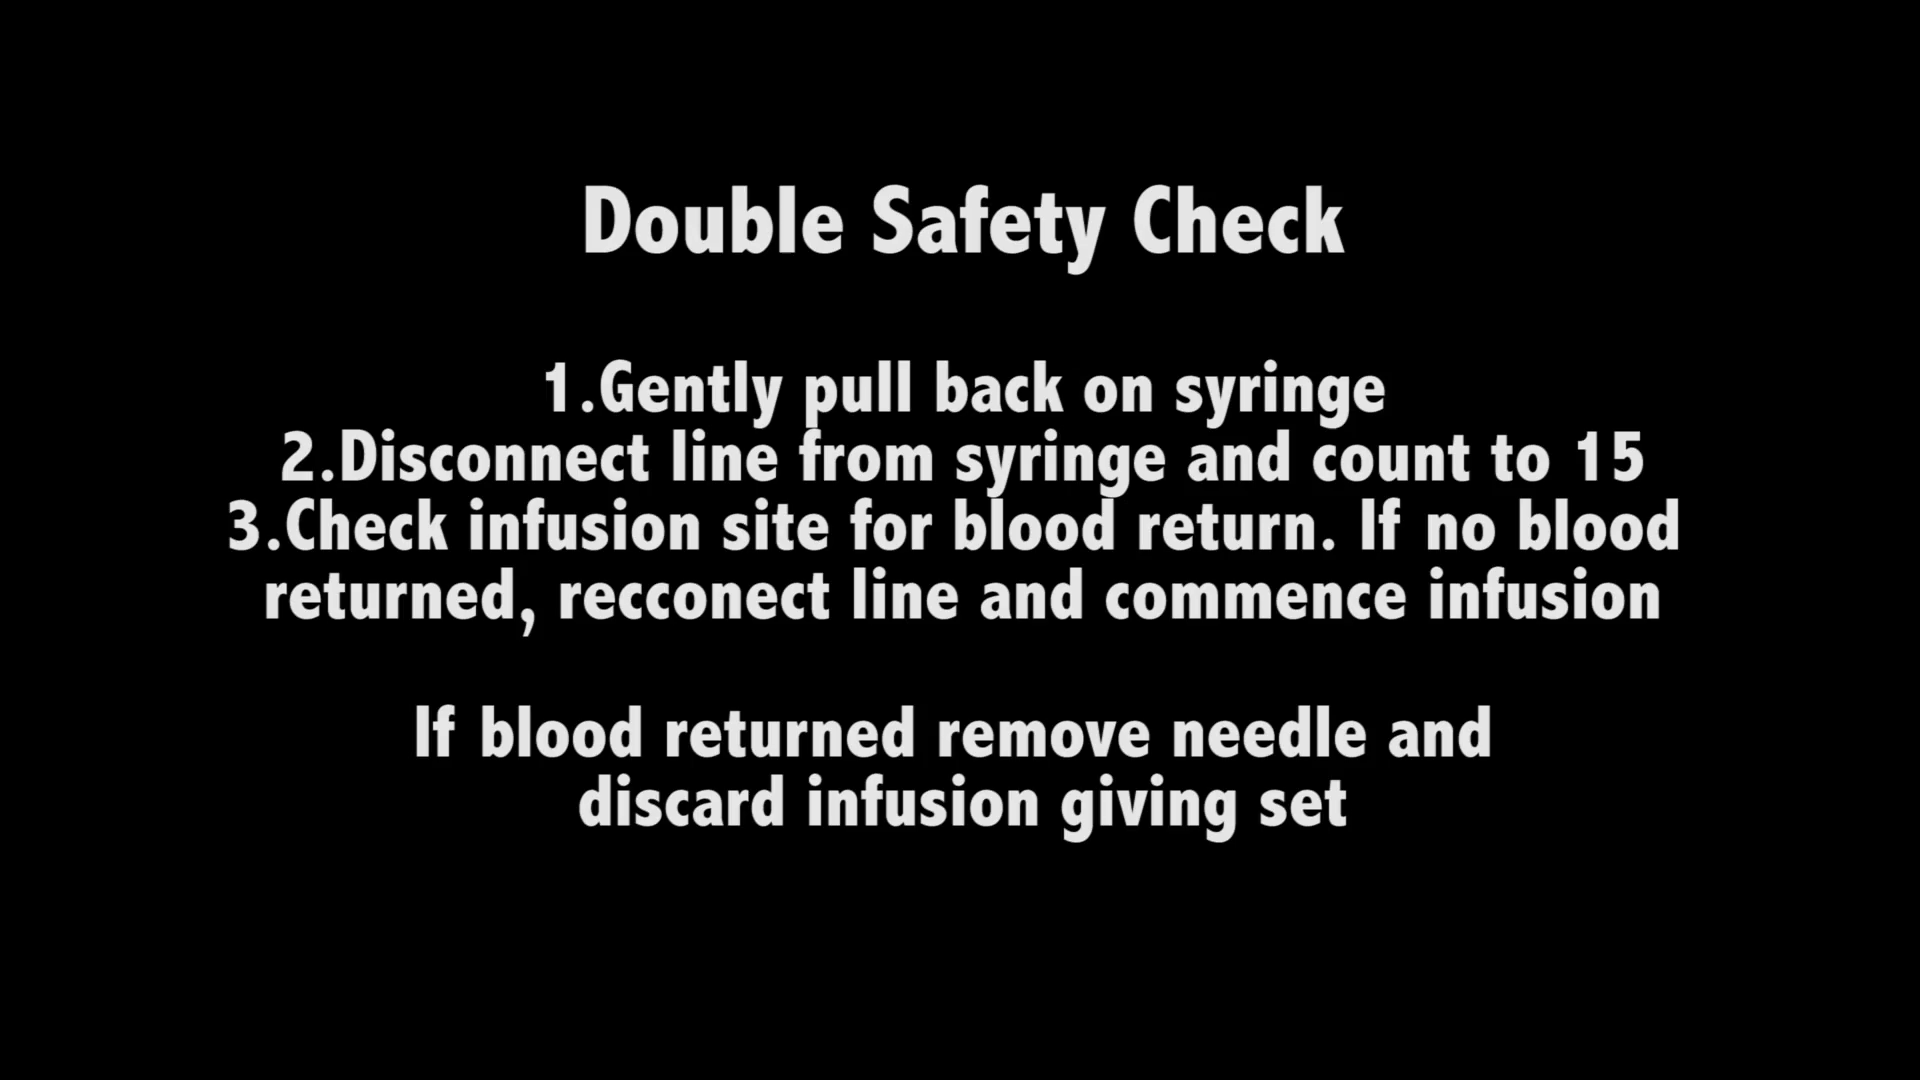 Double Safety Check
1.Gently pull back on syringe
2.Disconnect line from syringe and count to 15
3.Check infusion site for blood return. If no blood
returned, recconect line and commence infusion
If blood returned remove needle and
discard infusion giving set